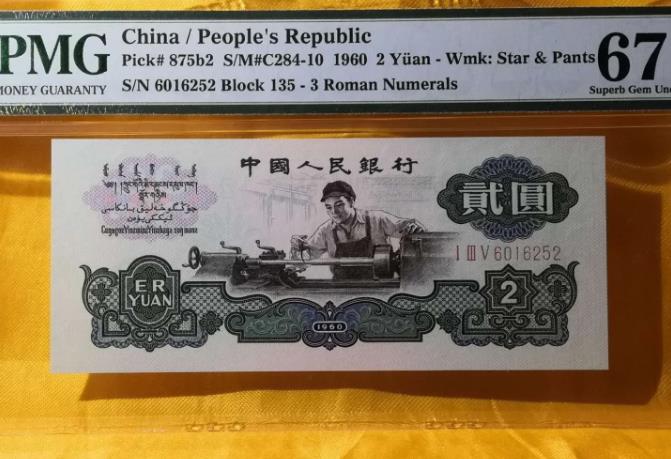 PMG
MONEY GUARANTY
China / People's Republic
Pick# 875b2 S/M#C284-10 1960 2 Yüan - Wmk: Star & Pants
S/N 6016252 Block 135 - 3 Roman Numerals
67
Superb Gem Unc
中國人民銀行
貳圓
I III V 6016252
ER
YUAN
1960
2